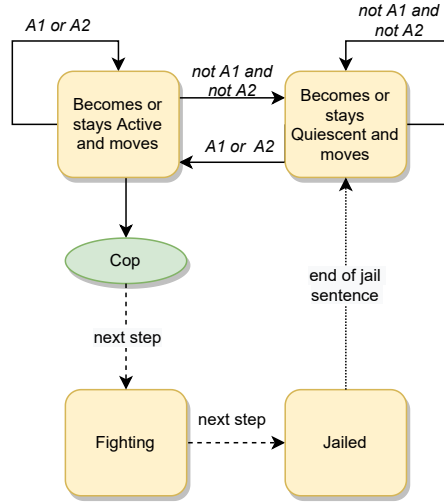 A1 or A2
not A1 and
not A2
not A1 and
not A2
Becomes or
stays Active
and moves
Becomes or
stays
Quiescent and
moves
A1 or A2
Cop
end of jail
sentence
next step
Fighting
next step
Jailed